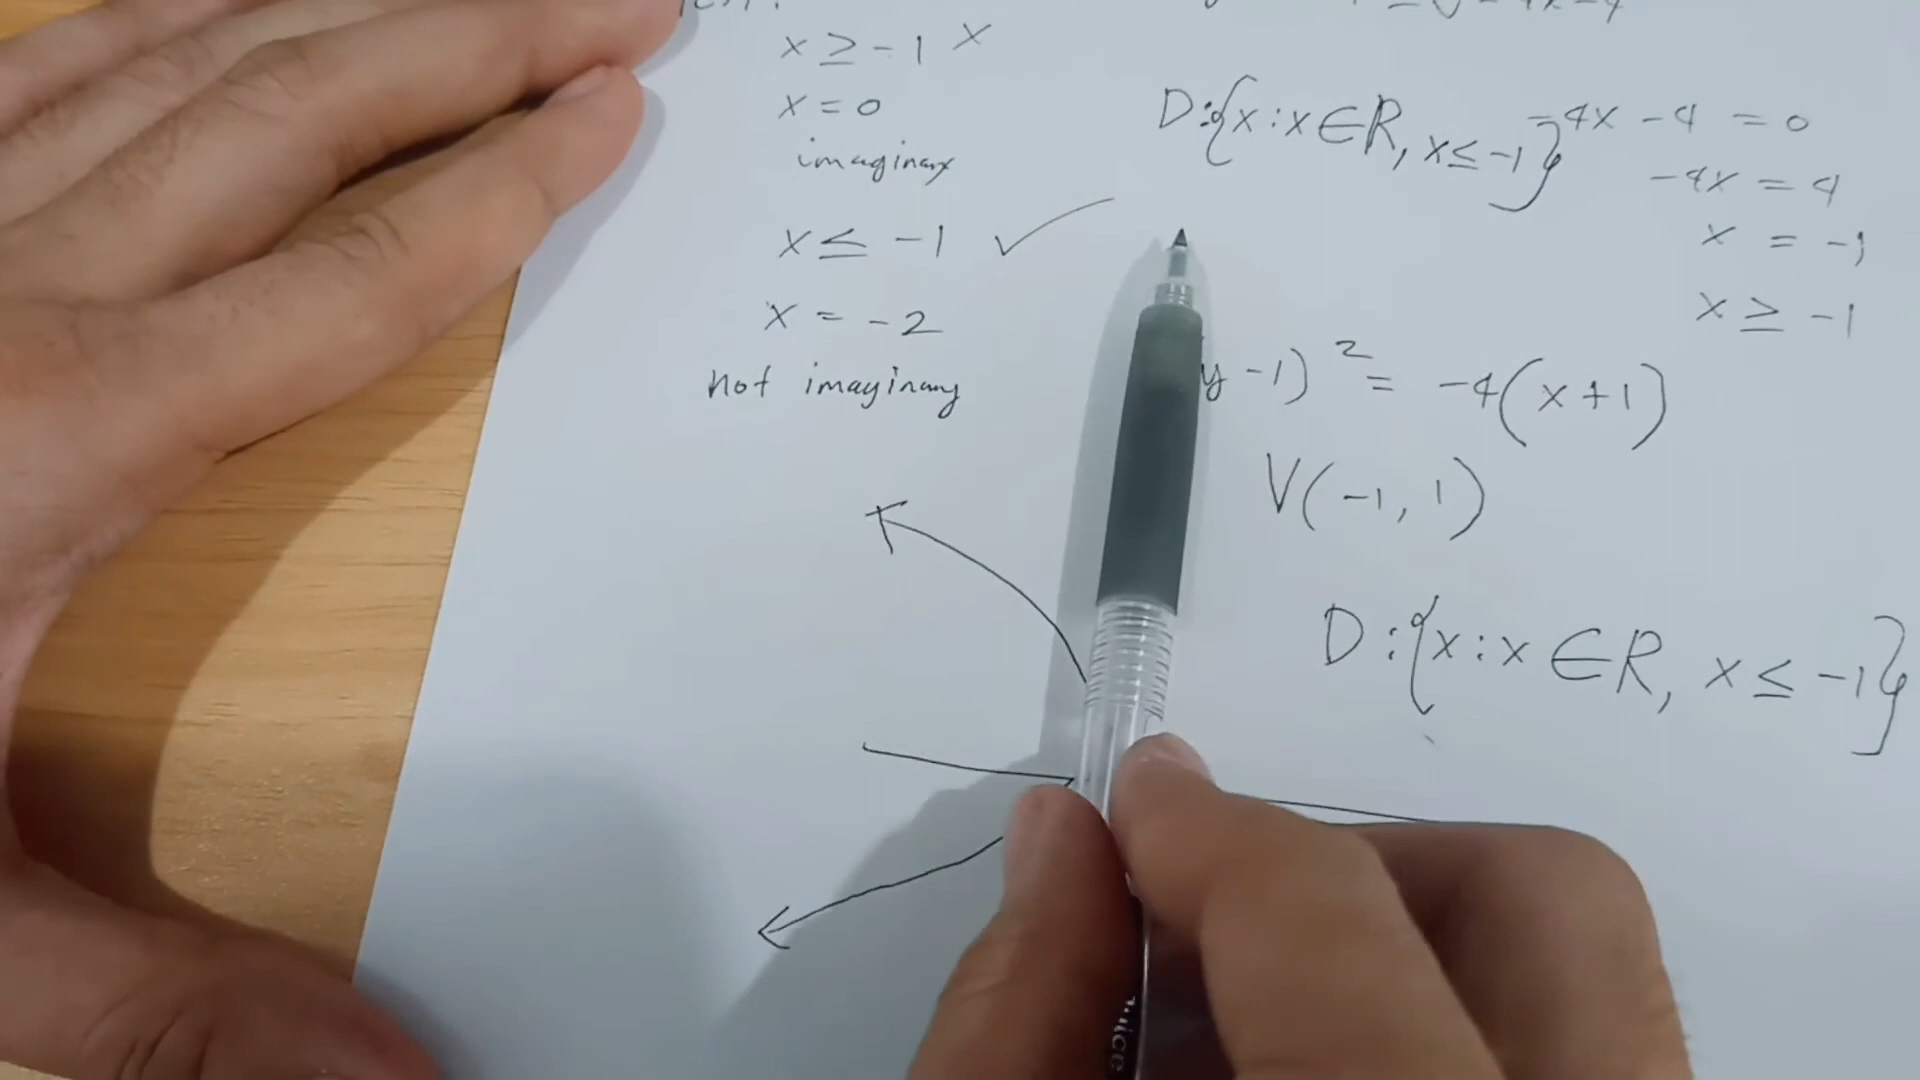 x ≥ -1 x
x = 0
imaginary
x ≤ -1 ✓
x = -2
not imaginary
D:{x:x∈R, x≤-1}
-4x -4 = 0
-4x = 4
x = -1
x ≥ -1
y -1)² = -4(x+1)
V(-1, 1)
D:{x:x∈R, x≤ -1}